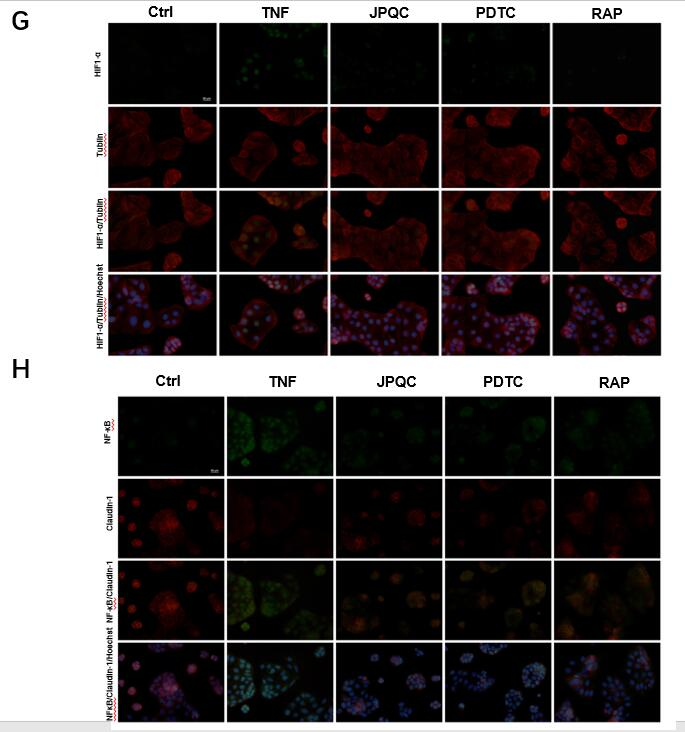 G
Ctrl TNF JPQC PDTC RAP
HIF1-α
Tublin
HIF1-α/Tublin
HIF1-α/Tublin/Hoechst
H
Ctrl TNF JPQC PDTC RAP
NF-κB
Claudin-1
NF-κB/Claudin-1
NFκB/Claudin-1/Hoechst